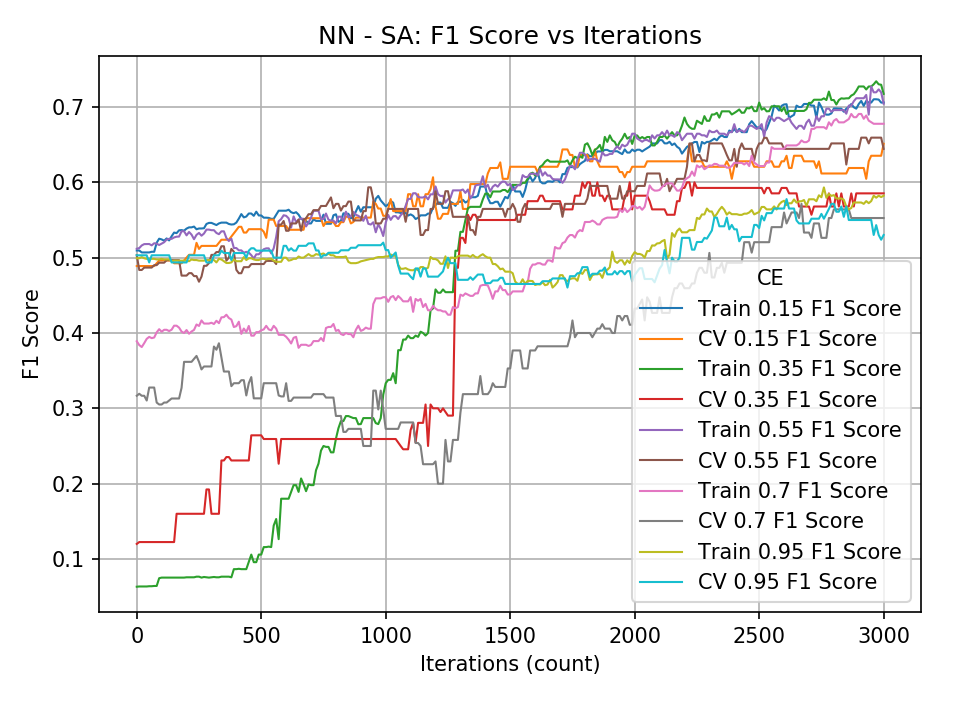 NN - SA: F1 Score vs Iterations
F1 Score
0.7
0.6
0.5
0.4
0.3
0.2
0.1
0
500
1000
1500
2000
2500
3000
Iterations (count)
CE
Train 0.15 F1 Score
CV 0.15 F1 Score
Train 0.35 F1 Score
CV 0.35 F1 Score
Train 0.55 F1 Score
CV 0.55 F1 Score
Train 0.7 F1 Score
CV 0.7 F1 Score
Train 0.95 F1 Score
CV 0.95 F1 Score